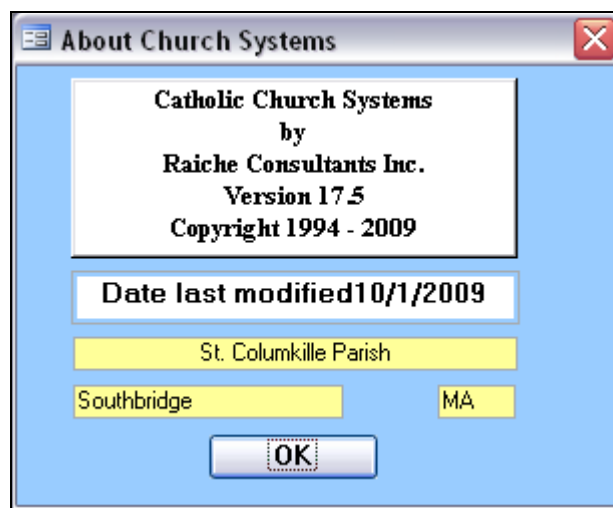 About Church Systems
Catholic Church Systems
by
Raiche Consultants Inc.
Version 17.5
Copyright 1994 - 2009
Date last modified10/1/2009
St. Columkille Parish
Southbridge MA
OK